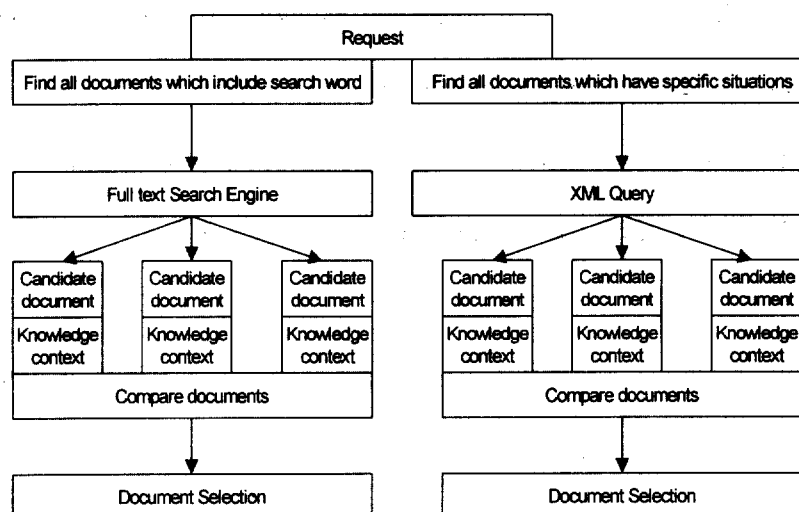 Request
Find all documents which include search word
Find all documents which have specific situations
Full text Search Engine
XML Query
Candidate
document
Candidate
document
Candidate
document
Candidate
document
Candidate
document
Candidate
document
Knowledge
context
Knowledge
context
Knowledge
context
Knowledge
context
Knowledge
context
Knowledge
context
Compare documents
Compare documents
Document Selection
Document Selection